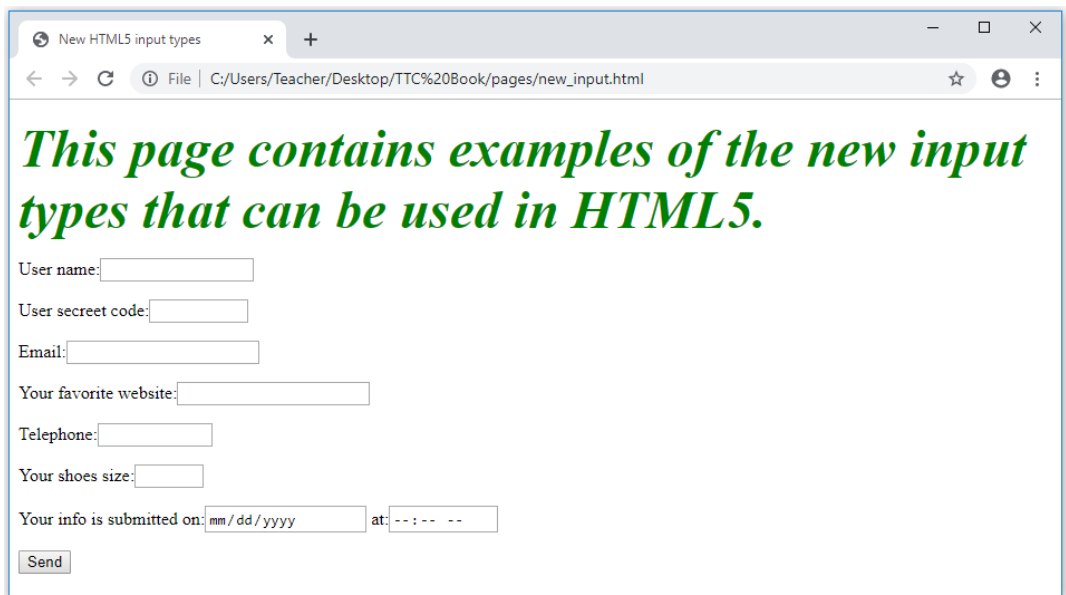 New HTML5 input types
File | C:/Users/Teacher/Desktop/TTC%20Book/pages/new_input.html
This page contains examples of the new input
types that can be used in HTML5.
User name:
User secreet code:
Email:
Your favorite website:
Telephone:
Your shoes size:
Your info is submitted on: mm/dd/yyyy at: --:-- --
Send